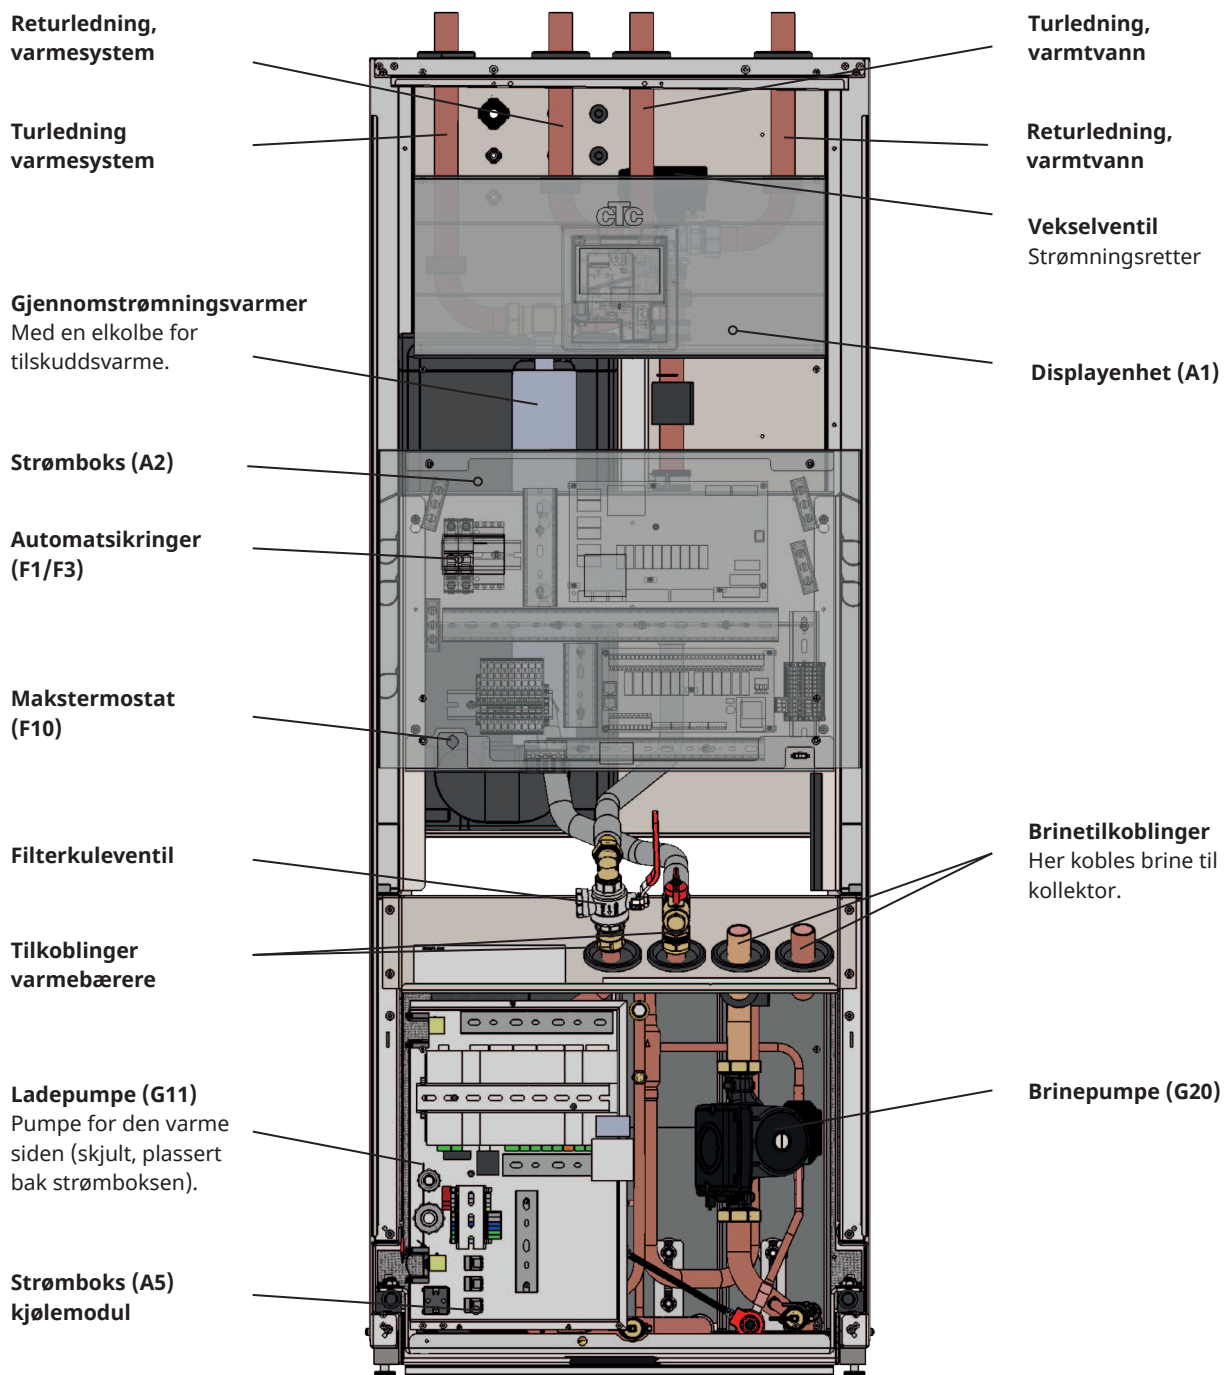 Returledning,
varmesystem
Turledning
varmesystem
Gjennomstrømningsvarmer
Med en elkolbe for
tilskuddsvarme.
Strømboks (A2)
Automatsikringer
(F1/F3)
Makstermostat
(F10)
Filterkuleventil
Tilkoblinger
varmebærere
Ladepumpe (G11)
Pumpe for den varme
siden (skjult, plassert
bak strømboksen).
Strømboks (A5)
kjølemodul
cTc
Turledning,
varmtvann
Returledning,
varmtvann
Vekselventil
Strømningsretter
Displayenhet (A1)
Brinetilkoblinger
Her kobles brine til
kollektor.
Brinepumpe (G20)